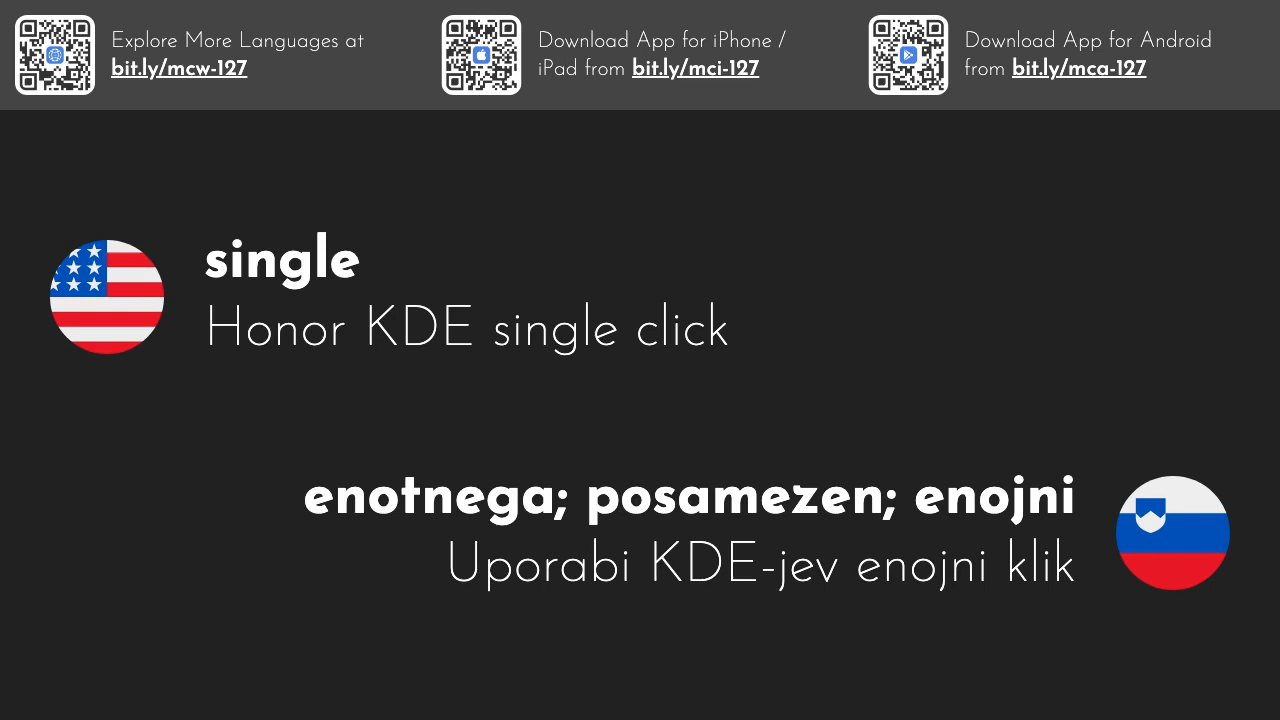 Explore More Languages at
bit.ly/mcw-127
Download App for iPhone /
iPad from bit.ly/mci-127
Download App for Android
from bit.ly/mca-127
single
Honor KDE single click
enotnega; posamezen; enojni
Uporabi KDE-jev enojni klik